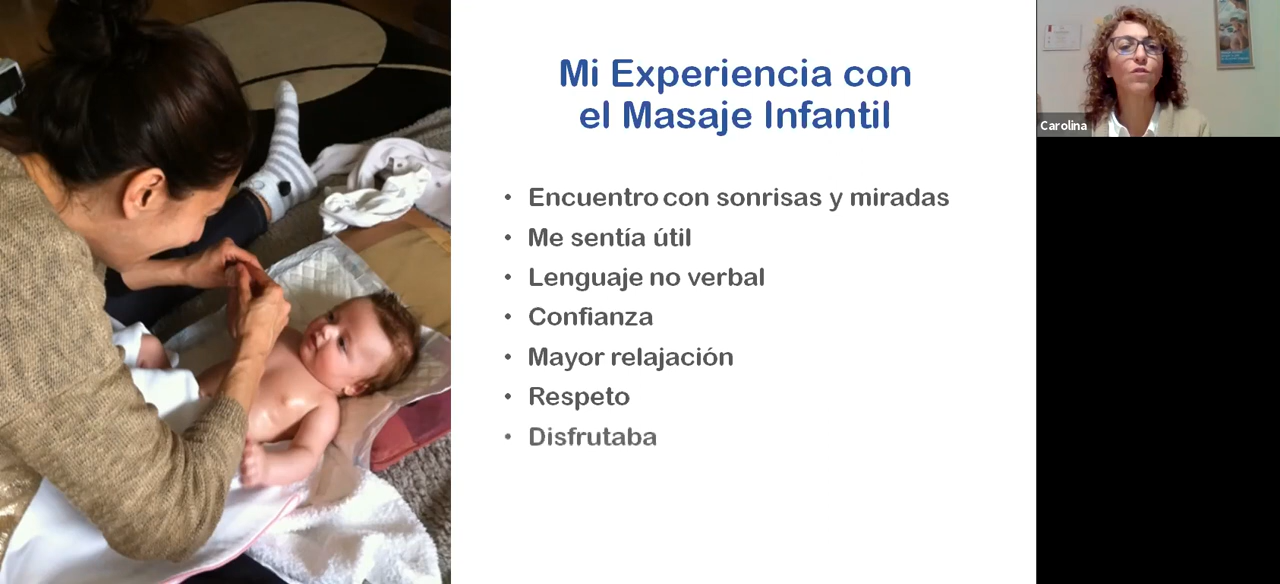 Mi Experiencia con
el Masaje Infantil
• Encuentro con sonrisas y miradas
• Me sentía útil
• Lenguaje no verbal
• Confianza
• Mayor relajación
• Respeto
• Disfrutaba
Carolina